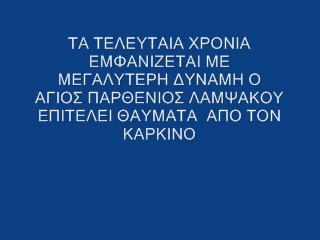 ΤΑ ΤΕΛΕΥΤΑΙΑ ΧΡΟΝΙΑ
ΕΜΦΑΝΙΖΕΤΑΙ ΜΕ
ΜΕΓΑΛΥΤΕΡΗ ΔΥΝΑΜΗ Ο
ΑΓΙΟΣ ΠΑΡΘΕΝΙΟΣ ΛΑΜΨΑΚΟΥ
ΕΠΙΤΕΛΕΙ ΘΑΥΜΑΤΑ  ΑΠΟ ΤΟΝ
ΚΑΡΚΙΝΟ